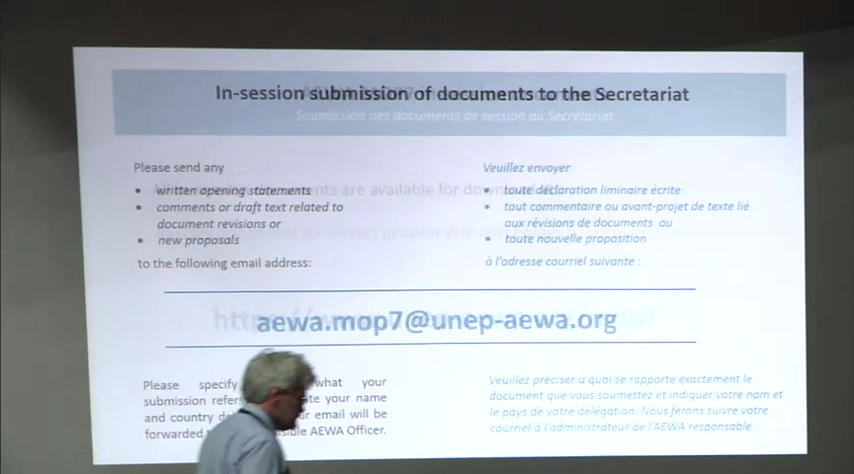 In-session submission of documents to the Secretariat
Soumission des documents de session au Secrétariat
Please send any
• written opening statements
• comments or draft text related to
document revisions or
• new proposals
to the following email address:
Veuillez envoyer
• toute déclaration liminaire écrite
• tout commentaire ou avant-projet de texte lié
aux révisions de documents ou
• toute nouvelle proposition
à l'adresse courriel suivante :
aewa.mop7@unep-aewa.org
Please specify what your
submission refers your name
and country email will be
forwarded AEWA Officer.
Veuillez préciser à quoi se rapporte exactement le
document que vous soumettez et indiquer votre nom et
le pays de votre délégation. Nous ferons suivre votre
courriel à l'administrateur de l'AEWA responsable.